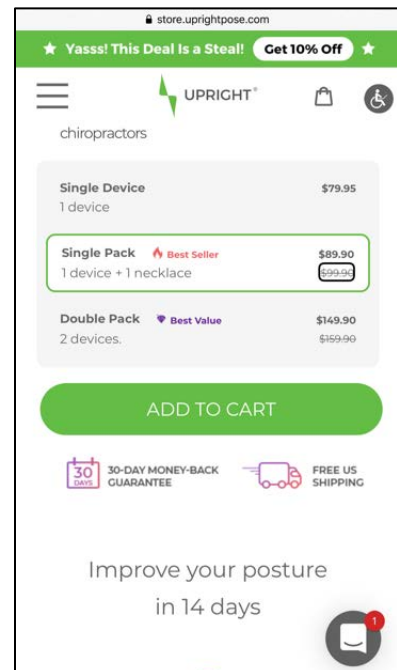 store.uprightpose.com
Yasss! This Deal Is a Steal! Get 10% Off
UPRIGHT®
chiropractors
Single Device $79.95
1 device
Single Pack Best Seller $89.90
1 device + 1 necklace $99.90
Double Pack Best Value $149.90
2 devices. $159.90
ADD TO CART
30 DAYS 30-DAY MONEY-BACK GUARANTEE
FREE US SHIPPING
Improve your posture
in 14 days
1